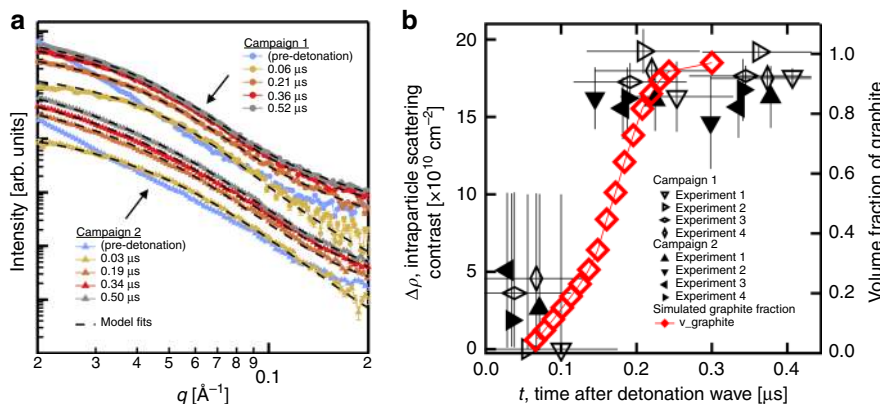 a
Intensity [arb. units]
Campaign 1
(pre-detonation)
0.06 µs
0.21 µs
0.36 µs
0.52 µs
Campaign 2
(pre-detonation)
0.03 µs
0.19 µs
0.34 µs
0.50 µs
Model fits
2 3 4 5 6 7 8 9 0.1 2
q [Å⁻¹]
b
Δρ, intraparticle scattering
contrast [×10¹⁰ cm⁻²]
20
15
10
5
0
Campaign 1
Experiment 1
Experiment 2
Experiment 3
Experiment 4
Campaign 2
Experiment 1
Experiment 2
Experiment 3
Experiment 4
Simulated graphite fraction
v_graphite
1.0
0.8
0.6
0.4
0.2
0.0
Volume fraction of graphite
0.0 0.1 0.2 0.3 0.4
t, time after detonation wave [µs]